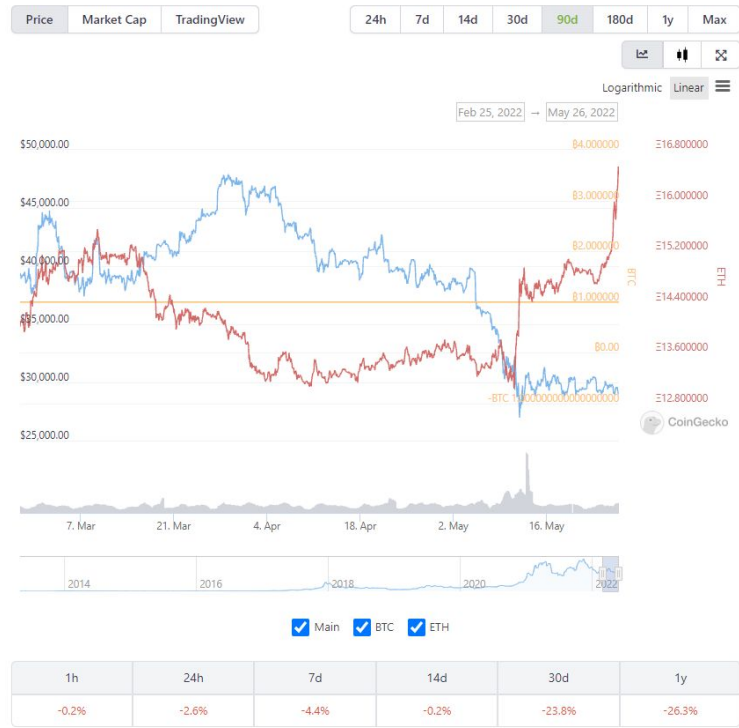 Price Market Cap TradingView 24h 7d 14d 30d 90d 180d 1y Max
Logarithmic Linear
Feb 25, 2022 → May 26, 2022
$50,000.00 ₿4.000000 Ξ16.800000
$45,000.00 ₿3.000000 Ξ16.000000
$40,000.00 ₿2.000000 Ξ15.200000
BTC ETH
$35,000.00 ₿1.000000 Ξ14.400000
₿0.00 Ξ13.600000
$30,000.00 Ξ12.800000
$25,000.00
CoinGecko
7. Mar 21. Mar 4. Apr 18. Apr 2. May 16. May
2014 2016 2018 2020 2022
Main BTC ETH
1h 24h 7d 14d 30d 1y
-0.2% -2.6% -4.4% -0.2% -23.8% -26.3%